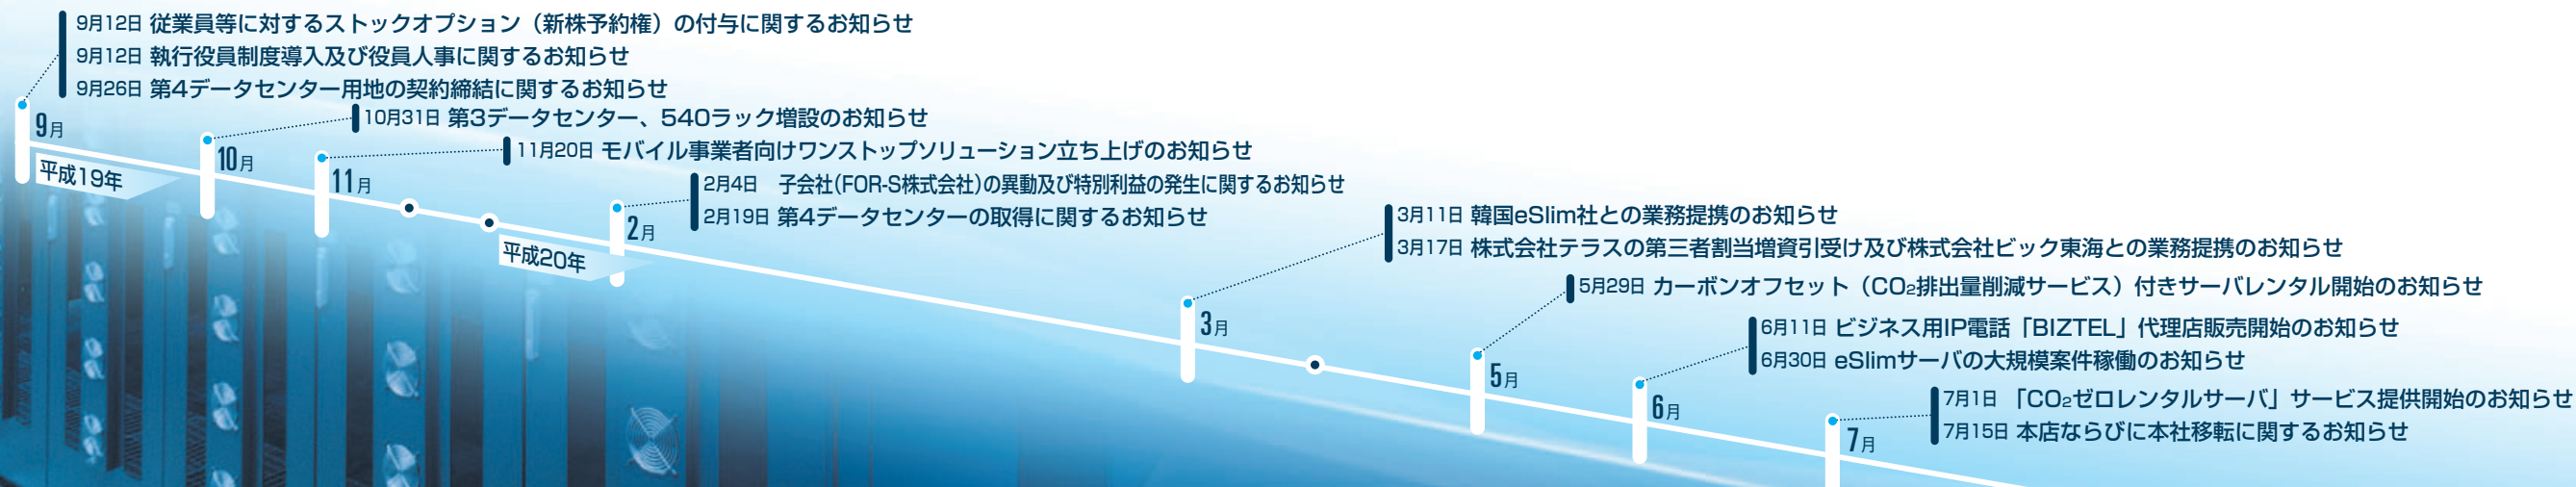 9月12日 従業員等に対するストックオプション（新株予約権）の付与に関するお知らせ
9月12日 執行役員制度導入及び役員人事に関するお知らせ
9月26日 第4データセンター用地の契約締結に関するお知らせ
9月
平成19年
10月31日 第3データセンター、540ラック増設のお知らせ
10月
11月20日 モバイル事業者向けワンストップソリューション立ち上げのお知らせ
11月
2月4日 子会社(FOR-S株式会社)の異動及び特別利益の発生に関するお知らせ
2月19日 第4データセンターの取得に関するお知らせ
2月
平成20年
3月11日 韓国eSlim社との業務提携のお知らせ
3月17日 株式会社テラスの第三者割当増資引受け及び株式会社ビック東海との業務提携のお知らせ
3月
5月29日 カーボンオフセット（CO₂排出量削減サービス）付きサーバレンタル開始のお知らせ
5月
6月11日 ビジネス用IP電話「BIZTEL」代理店販売開始のお知らせ
6月30日 eSlimサーバの大規模案件稼働のお知らせ
6月
7月1日 「CO₂ゼロレンタルサーバ」サービス提供開始のお知らせ
7月15日 本店ならびに本社移転に関するお知らせ
7月